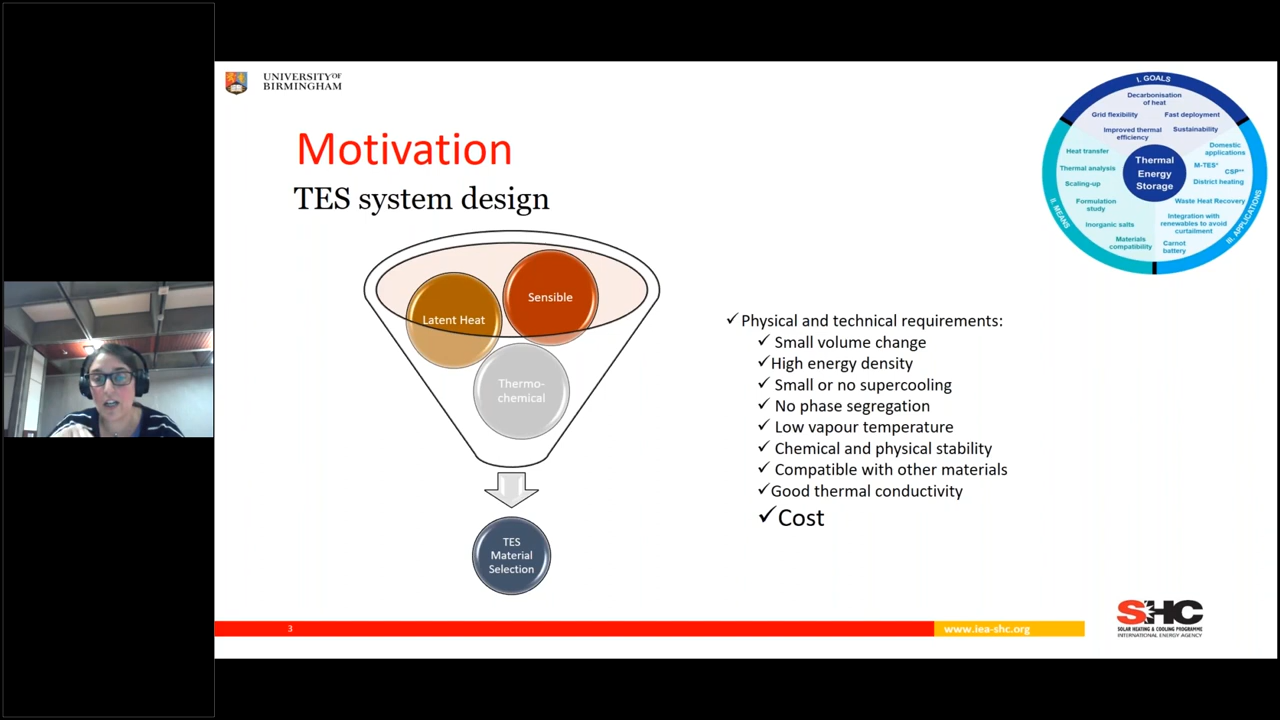 UNIVERSITY OF
BIRMINGHAM
Motivation
TES system design
Sensible
Latent Heat
Thermo-
chemical
TES
Material
Selection
✓Physical and technical requirements:
✓ Small volume change
✓High energy density
✓ Small or no supercooling
✓ No phase segregation
✓ Low vapour temperature
✓ Chemical and physical stability
✓ Compatible with other materials
✓Good thermal conductivity
✓Cost
I. GOALS
Decarbonisation
of heat
Grid flexibility
Fast deployment
Improved thermal
efficiency
Sustainability
Thermal
Energy
Storage
Heat transfer
Thermal analysis
Scaling-up
Formulation
study
Inorganic salts
Materials
compatibility
II. MEANS
Domestic
applications
M-TES*
CSP**
District heating
Waste Heat Recovery
Integration with
renewables to avoid
curtailment
Carnot
battery
III. APPLICATIONS
3
www.iea-shc.org
SHC
SOLAR HEATING & COOLING PROGRAMME
INTERNATIONAL ENERGY AGENCY